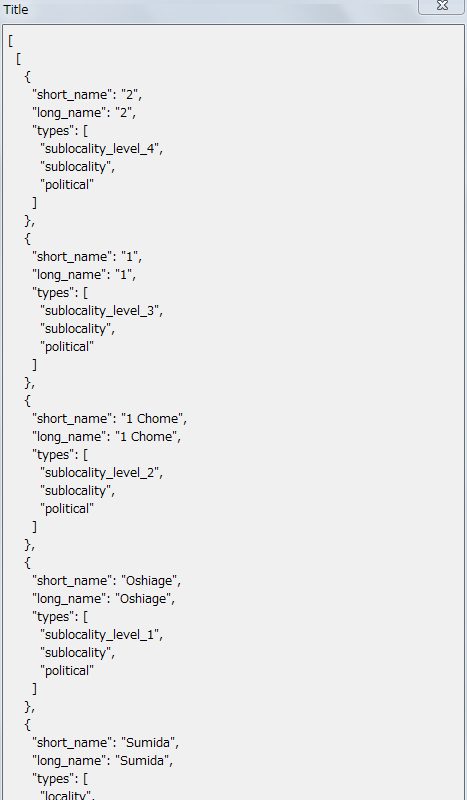 Title
[
[
{
"short_name": "2",
"long_name": "2",
"types": [
"sublocality_level_4",
"sublocality",
"political"
]
},
{
"short_name": "1",
"long_name": "1",
"types": [
"sublocality_level_3",
"sublocality",
"political"
]
},
{
"short_name": "1 Chome",
"long_name": "1 Chome",
"types": [
"sublocality_level_2",
"sublocality",
"political"
]
},
{
"short_name": "Oshiage",
"long_name": "Oshiage",
"types": [
"sublocality_level_1",
"sublocality",
"political"
]
},
{
"short_name": "Sumida",
"long_name": "Sumida",
"types": [
"locality",